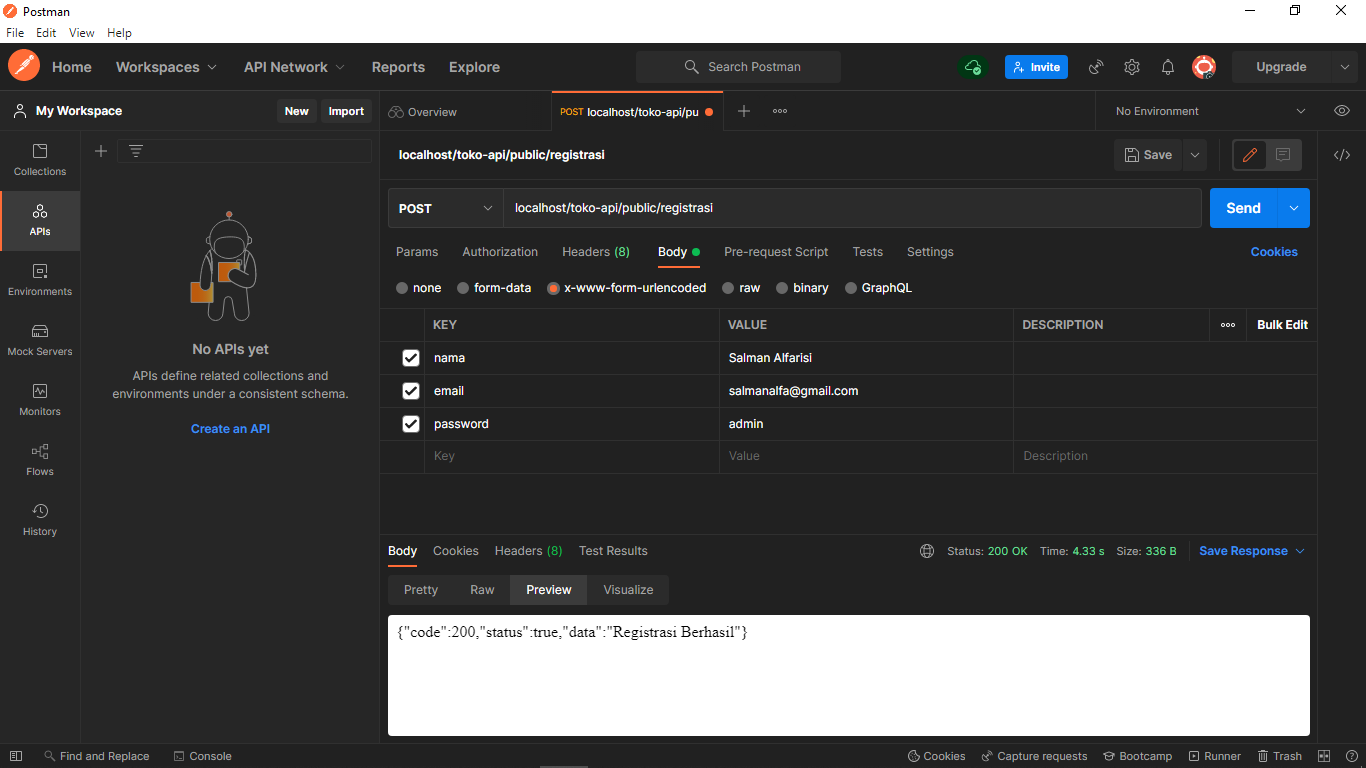 Postman
File Edit View Help
Home Workspaces API Network Reports Explore Search Postman Invite Upgrade
My Workspace New Import Overview POST localhost/toko-api/pu No Environment
localhost/toko-api/public/registrasi Save
Collections
APIs
Environments
Mock Servers
Monitors
Flows
History
No APIs yet
APIs define related collections and
environments under a consistent schema.
Create an API
POST localhost/toko-api/public/registrasi Send
Params Authorization Headers (8) Body Pre-request Script Tests Settings Cookies
none form-data x-www-form-urlencoded raw binary GraphQL
KEY VALUE DESCRIPTION Bulk Edit
nama Salman Alfarisi
email salmanalfa@gmail.com
password admin
Key Value Description
Body Cookies Headers (8) Test Results Status: 200 OK Time: 4.33 s Size: 336 B Save Response
Pretty Raw Preview Visualize
{"code":200,"status":true,"data":"Registrasi Berhasil"}
Find and Replace Console Cookies Capture requests Bootcamp Runner Trash